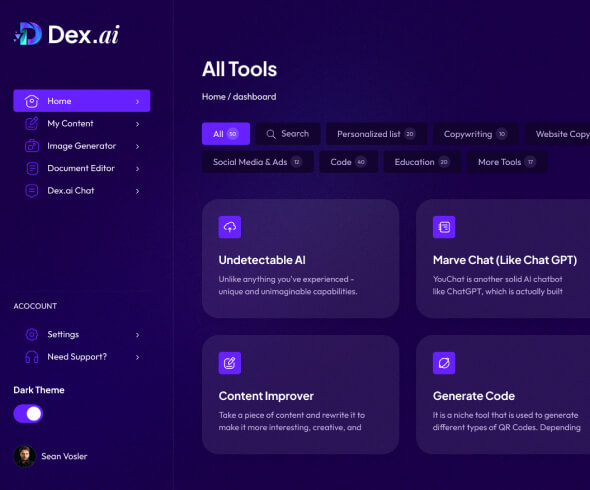 Dex.ai
Home
My Content
Image Generator
Document Editor
Dex.ai Chat
ACOCOUNT
Settings
Need Support?
Dark Theme
Sean Vosler
All Tools
Home / dashboard
All 30
Search
Personalized list 20
Copywriting 10
Website Copy
Social Media & Ads 12
Code 40
Education 20
More Tools 17
Undetectable AI
Unlike anything you've experienced -
unique and unimaginable capabilities.
Marve Chat (Like Chat GPT)
YouChat is another solid AI chatbot
like ChatGPT, which is actually built
Content Improver
Take a piece of content and rewrite it to
make it more interesting, creative, and
Generate Code
It is a niche tool that is used to generate
different types of QR Codes. Depending